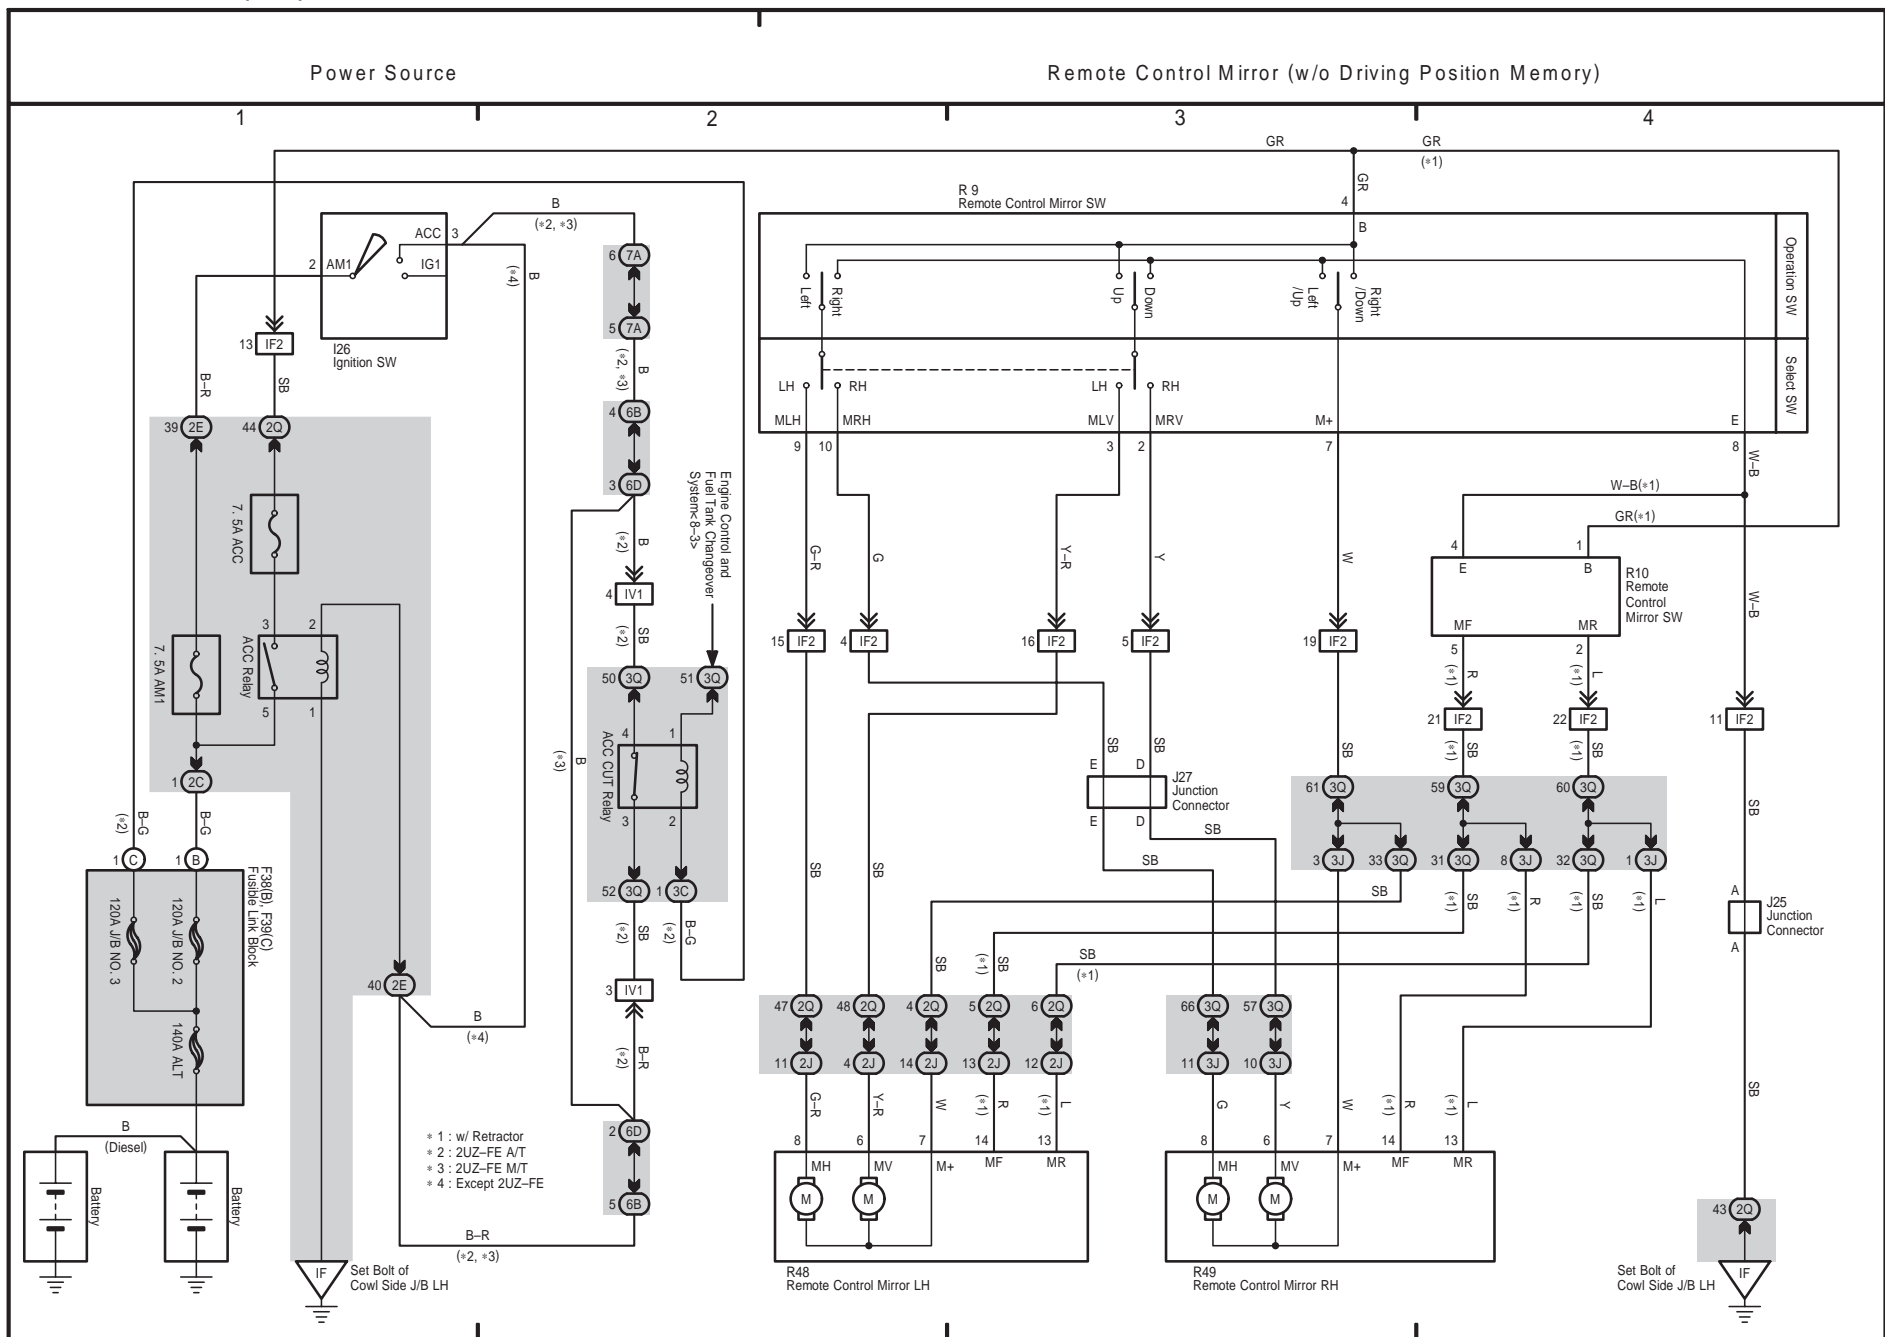 Power Source
Remote Control Mirror (w/o Driving Position Memory)
1
2
3
4
GR
GR
(*1)
GR
R 9
Remote Control Mirror SW
4
B
B
(*2, *3)
ACC
3
2
AM1
IG1
I26
Ignition SW
B
(*4)
6
7A
5
7A
(*2, *3)
B
4
6B
3
6D
Left
Right
Up
Down
Left
/Up
Right
/Down
Operation SW
Select SW
LH
RH
LH
RH
MLH
MRH
MLV
MRV
M+
E
9
10
3
2
7
8
13
IF2
B–R
SB
39
2E
44
2Q
7. 5A ACC
7. 5A AM1
3
2
ACC Relay
5
1
1
2C
B–G
(*2)
B–G
1
C
1
B
120A J/B NO. 3
120A J/B NO. 2
140A ALT
F38(B), F39(C)
Fusible Link Block
40
2E
B
(*4)
B
(Diesel)
Battery
Battery
IF
Set Bolt of
Cowl Side J/B LH
B
(*2)
4
IV1
SB
(*2)
Engine Control and
Fuel Tank Changeover
System<8–3>
50
3Q
51
3Q
4
1
ACC CUT Relay
3
2
B
(*3)
52
3Q
1
3C
SB
(*2)
B–G
(*2)
3
IV1
B–R
(*2)
2
6D
5
6B
B–R
(*2, *3)
* 1 : w/ Retractor
* 2 : 2UZ–FE A/T
* 3 : 2UZ–FE M/T
* 4 : Except 2UZ–FE
W–B
W–B(*1)
GR(*1)
G–R
G
Y–R
Y
W
4
1
E
B
R10
Remote
Control
Mirror SW
MF
MR
5
2
(*1)
R
(*1)
L
W–B
15
IF2
4
IF2
16
IF2
5
IF2
19
IF2
21
IF2
22
IF2
11
IF2
SB
SB
SB
(*1)
SB
(*1)
SB
E
D
J27
Junction
Connector
E
D
SB
SB
SB
61
3Q
59
3Q
60
3Q
3
3J
33
3Q
31
3Q
8
3J
32
3Q
1
3J
SB
SB
SB
(*1)
SB
(*1)
R
(*1)
SB
(*1)
L
A
J25
Junction
Connector
A
SB
(*1)
SB
SB
(*1)
47
2Q
48
2Q
4
2Q
5
2Q
6
2Q
66
3Q
57
3Q
11
2J
4
2J
14
2J
13
2J
12
2J
11
3J
10
3J
G–R
Y–R
W
(*1)
R
(*1)
L
G
Y
W
(*1)
R
(*1)
L
SB
8
6
7
14
13
8
6
7
14
13
MH
MV
M+
MF
MR
MH
MV
M+
MF
MR
M
M
M
M
R48
Remote Control Mirror LH
R49
Remote Control Mirror RH
43
2Q
IF
Set Bolt of
Cowl Side J/B LH